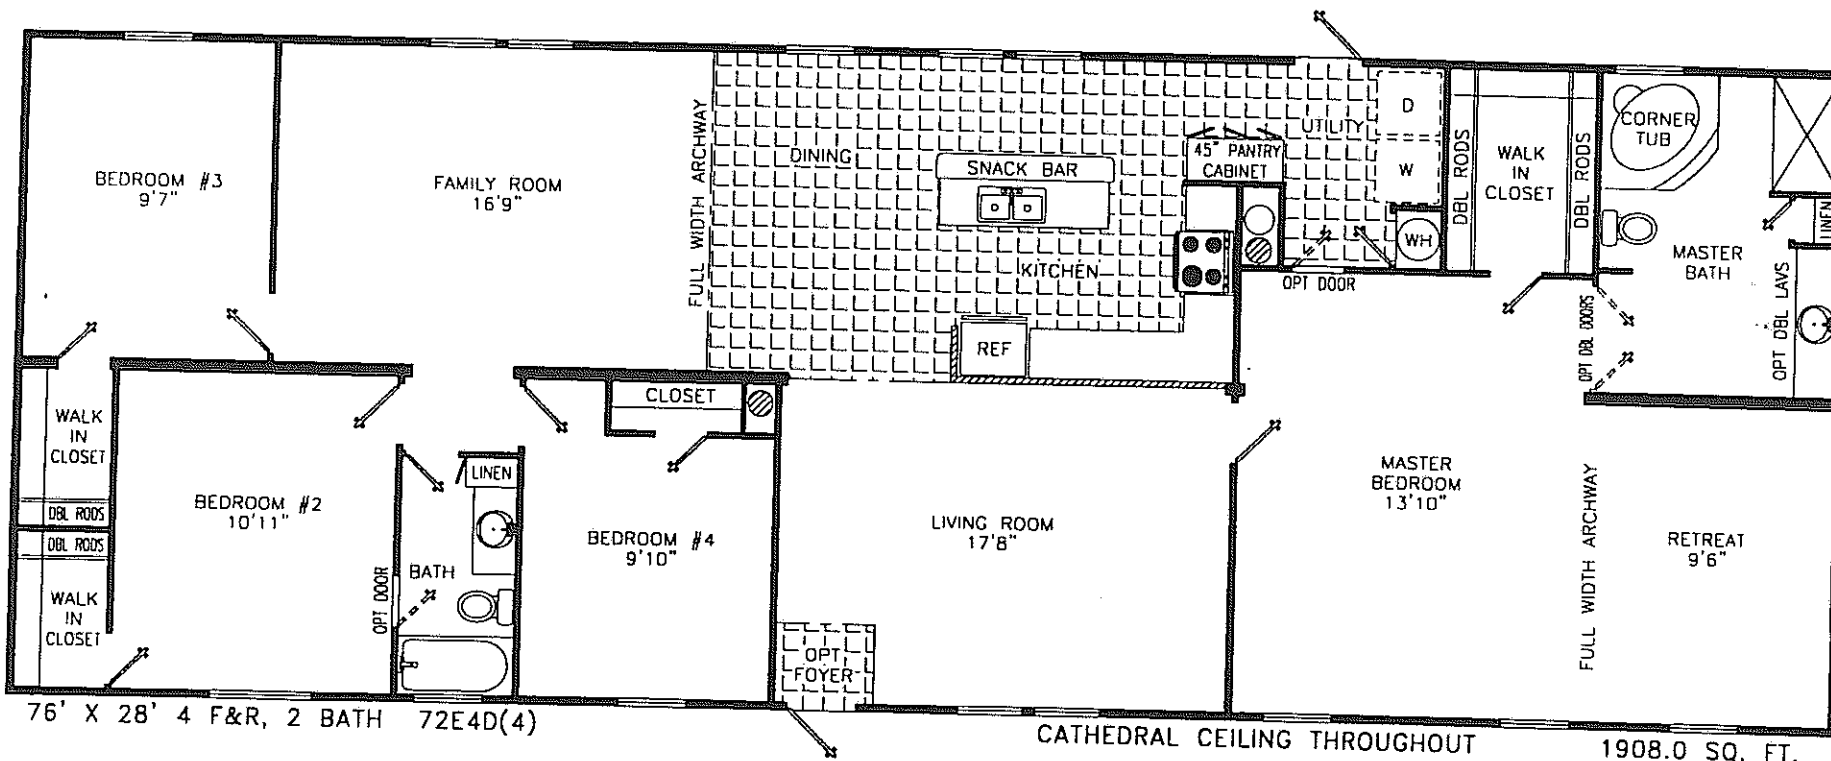 BEDROOM #3
9'7"
FAMILY ROOM
16'9"
FULL WIDTH ARCHWAY
DINING
SNACK BAR
KITCHEN
REF
45" PANTRY
CABINET
UTILITY
D
W
WH
OPT DOOR
DBL RODS
WALK
IN
CLOSET
DBL RODS
CORNER
TUB
LINEN
MASTER
BATH
OPT DBL LAVS
OPT DBL DOORS
WALK
IN
CLOSET
DBL RODS
DBL RODS
WALK
IN
CLOSET
BEDROOM #2
10'11"
OPT DOOR
BATH
LINEN
CLOSET
BEDROOM #4
9'10"
LIVING ROOM
17'8"
OPT
FOYER
MASTER
BEDROOM
13'10"
FULL WIDTH ARCHWAY
RETREAT
9'6"
76' X 28' 4 F&R, 2 BATH 72E4D(4)
CATHEDRAL CEILING THROUGHOUT
1908.0 SQ. FT.